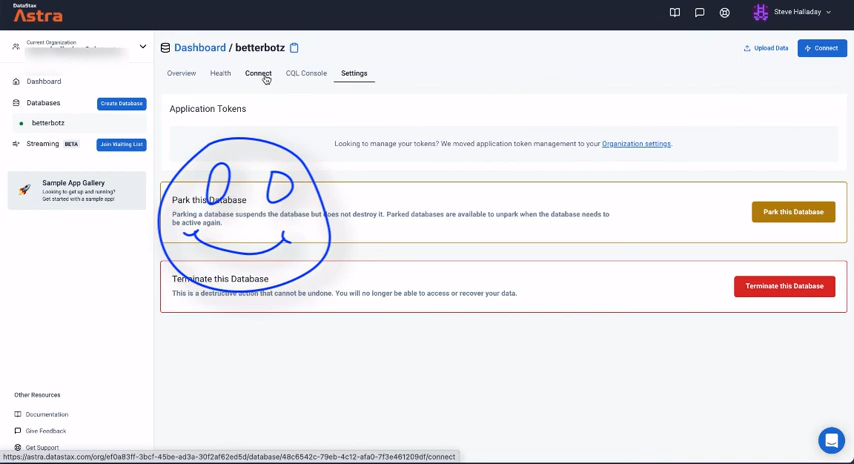 DataStax
Astra
Steve Halladay
Current Organization
Dashboard / betterbotz
Upload Data
Connect
Overview
Health
Connect
CQL Console
Settings
Dashboard
Databases
Create Database
betterbotz
Streaming
BETA
Join Waiting List
Sample App Gallery
Looking to get up and running?
Get started with a sample app!
Application Tokens
Looking to manage your tokens? We moved application token management to your Organization settings.
Park this Database
Parking a database suspends the database but does not destroy it. Parked databases are available to unpark when the database needs to
be active again.
Park this Database
Terminate this Database
This is a destructive action that cannot be undone. You will no longer be able to access or recover your data.
Terminate this Database
Other Resources
Documentation
Give Feedback
Get Support
https://astra.datastax.com/org/ef0a83ff-3bcf-45be-ad3a-30f2af62ed5d/database/48c6542c-79eb-4c12-afa0-7f3e461209df/connect